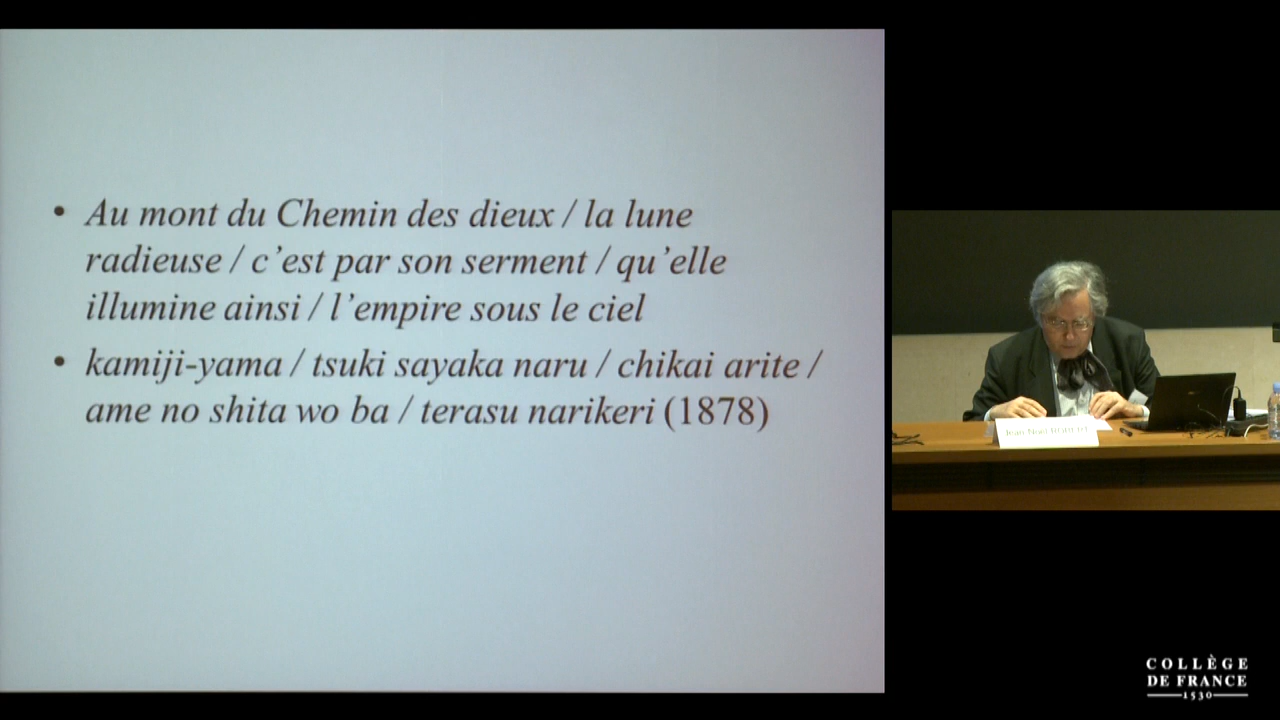 • Au mont du Chemin des dieux / la lune
radieuse / c’est par son serment / qu’elle
illumine ainsi / l’empire sous le ciel
• kamiji-yama / tsuki sayaka naru / chikai arite /
ame no shita wo ba / terasu narikeri (1878)
Jean-Noël
COLLÈGE
DE FRANCE
1530